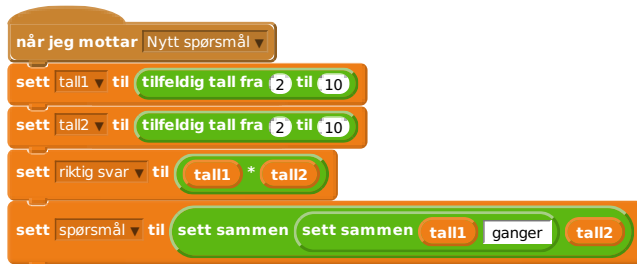 når jeg mottar Nytt spørsmål
sett tall1 til tilfeldig tall fra 2 til 10
sett tall2 til tilfeldig tall fra 2 til 10
sett riktig svar til tall1 * tall2
sett spørsmål til sett sammen sett sammen tall1 ganger tall2